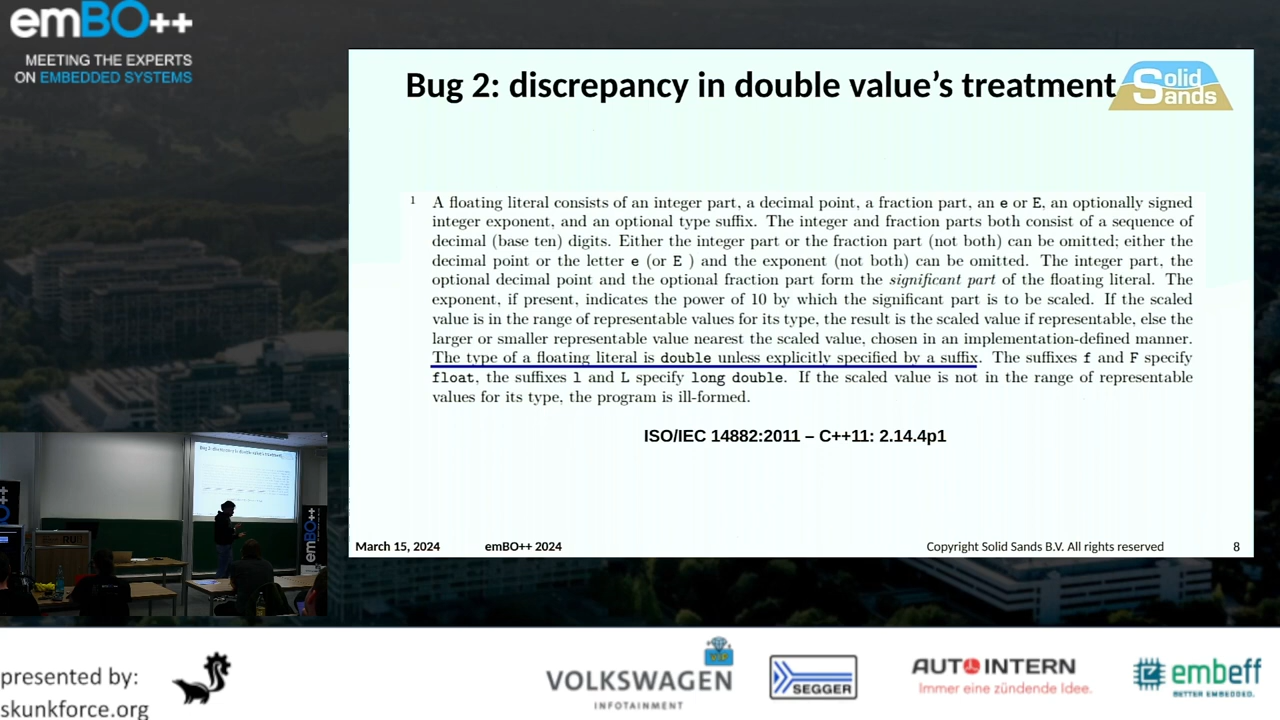 emBO++
MEETING THE EXPERTS
ON EMBEDDED SYSTEMS
Bug 2: discrepancy in double value's treatment
Solid
Sands
1 A floating literal consists of an integer part, a decimal point, a fraction part, an e or E, an optionally signed
integer exponent, and an optional type suffix. The integer and fraction parts both consist of a sequence of
decimal (base ten) digits. Either the integer part or the fraction part (not both) can be omitted; either the
decimal point or the letter e (or E ) and the exponent (not both) can be omitted. The integer part, the
optional decimal point and the optional fraction part form the significant part of the floating literal. The
exponent, if present, indicates the power of 10 by which the significant part is to be scaled. If the scaled
value is in the range of representable values for its type, the result is the scaled value if representable, else the
larger or smaller representable value nearest the scaled value, chosen in an implementation-defined manner.
The type of a floating literal is double unless explicitly specified by a suffix. The suffixes f and F specify
float, the suffixes l and L specify long double. If the scaled value is not in the range of representable
values for its type, the program is ill-formed.
ISO/IEC 14882:2011 – C++11: 2.14.4p1
March 15, 2024 emBO++ 2024 Copyright Solid Sands B.V. All rights reserved 8
Bug 2: discrepancy in double value's treatment
emBO++
presented by:
skunkforce.org
VOLKSWAGEN
INFOTAINMENT
SEGGER
AUTOINTERN
Immer eine zündende Idee.
embeff
BETTER EMBEDDED.